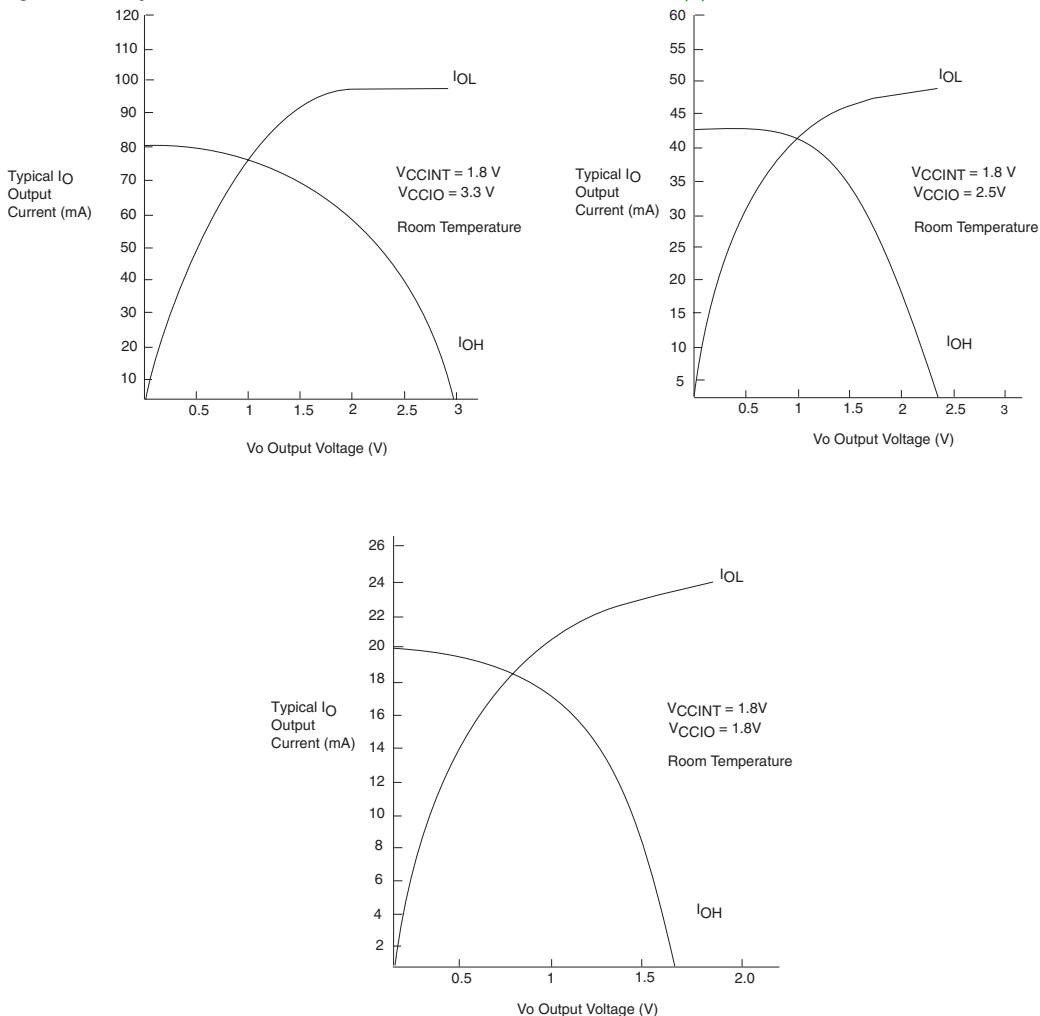 120
110
100
90
80
70
60
50
40
30
20
10
IOL
IOH
Typical IO
Output
Current (mA)
VCCINT = 1.8 V
VCCIO = 3.3 V
Room Temperature
0.5 1 1.5 2 2.5 3
Vo Output Voltage (V)
60
55
50
45
40
35
30
25
20
15
10
5
IOL
IOH
Typical IO
Output
Current (mA)
VCCINT = 1.8 V
VCCIO = 2.5V
Room Temperature
0.5 1 1.5 2 2.5 3
Vo Output Voltage (V)
26
24
22
20
18
16
14
12
10
8
6
4
2
IOL
IOH
Typical IO
Output
Current (mA)
VCCINT = 1.8V
VCCIO = 1.8V
Room Temperature
0.5 1 1.5 2.0
Vo Output Voltage (V)